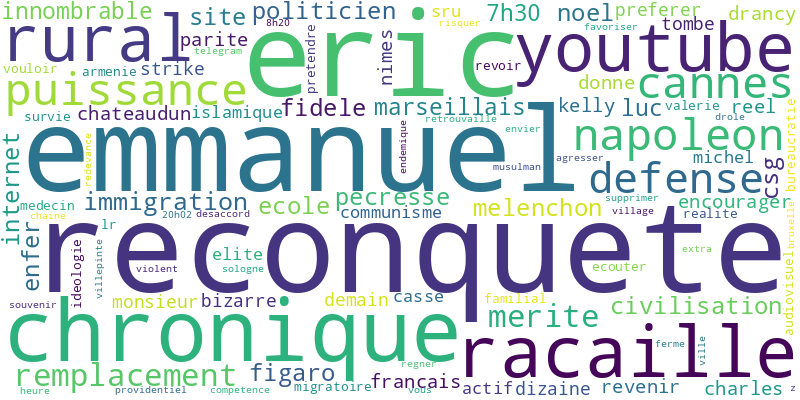 innombrable
site
politicien
sru
7h30
noel
preferer
drancy
rural
parite
8h20
telegram
eric
pretendre
nimes
risquer
favoriser
tombe
youtube
vouloir
armenie
strike
revoir
puissance
donne
cannes
survie
chateaudun
islamique
fidele
marseillais
kelly
luc
valerie
reel
retrouvaille
envier
drole
bureaucratie
internet
redevance
emmanuel
endemique
napoleon
musulman
agresser
michel
defense
csg
medecin
immigration
ecole
pecresse
communisme
melenchon
supprimer
village
encourager
realite
chaine
20h02
desaccord
lr
enfer
ideologie
villepinte
reconquete
bruxelle
audiovisuel
elite
violent
sologne
ecouter
extra
souvenir
monsieur
bizarre
demain
casse
familial
civilisation
chronique
merite
racaille
ferme
ville
remplacement
figaro
regner
francais
heure
providentiel
competence
migratoire
vous
actif
dizaine
revenir
charles
z